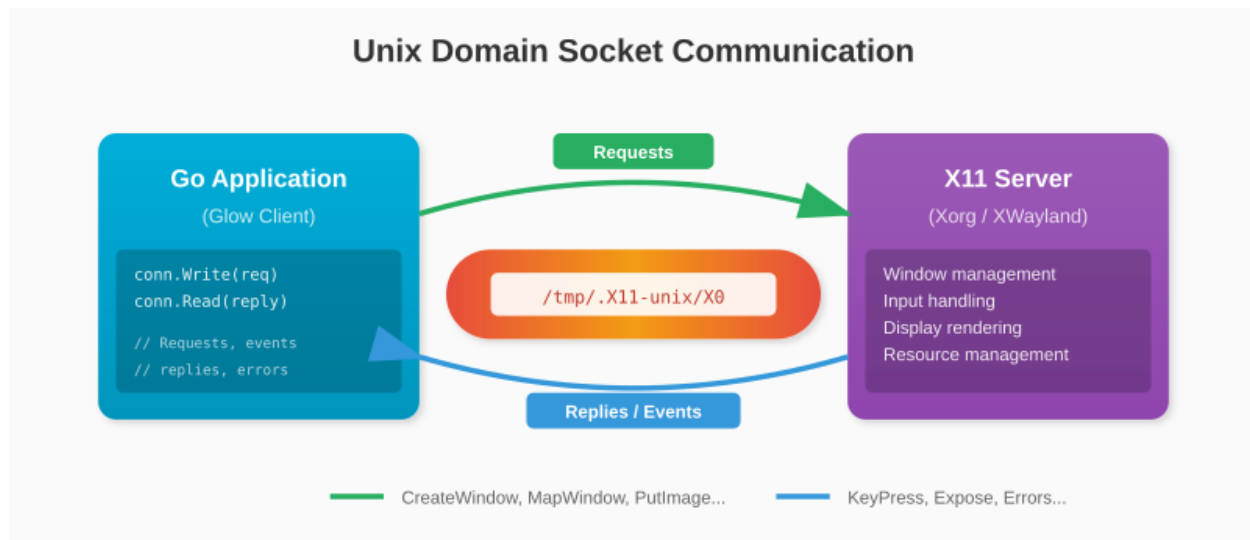 Unix Domain Socket Communication
Go Application
(Glow Client)
conn.Write(req)
conn.Read(reply)
// Requests, events
// replies, errors
Requests
/tmp/.X11-unix/X0
Replies / Events
X11 Server
(Xorg / XWayland)
Window management
Input handling
Display rendering
Resource management
CreateWindow, MapWindow, PutImage...
KeyPress, Expose, Errors...